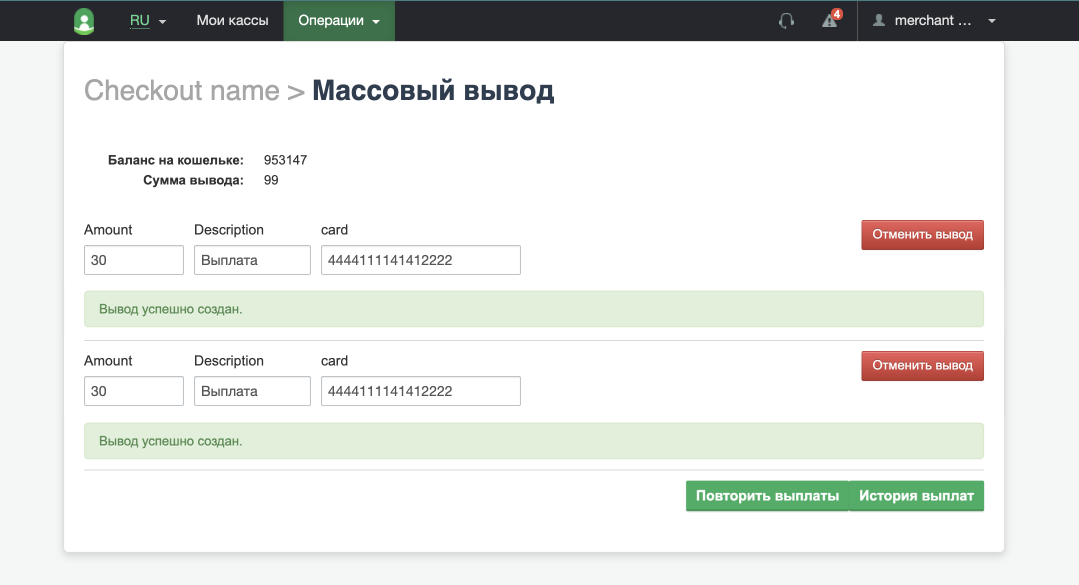 RU Мои кассы Операции 4 merchant ...
Checkout name > Массовый вывод
Баланс на кошельке: 953147
Сумма вывода: 99
Amount Description card Отменить вывод
30 Выплата 4444111141412222
Вывод успешно создан.
Amount Description card Отменить вывод
30 Выплата 4444111141412222
Вывод успешно создан.
Повторить выплаты История выплат